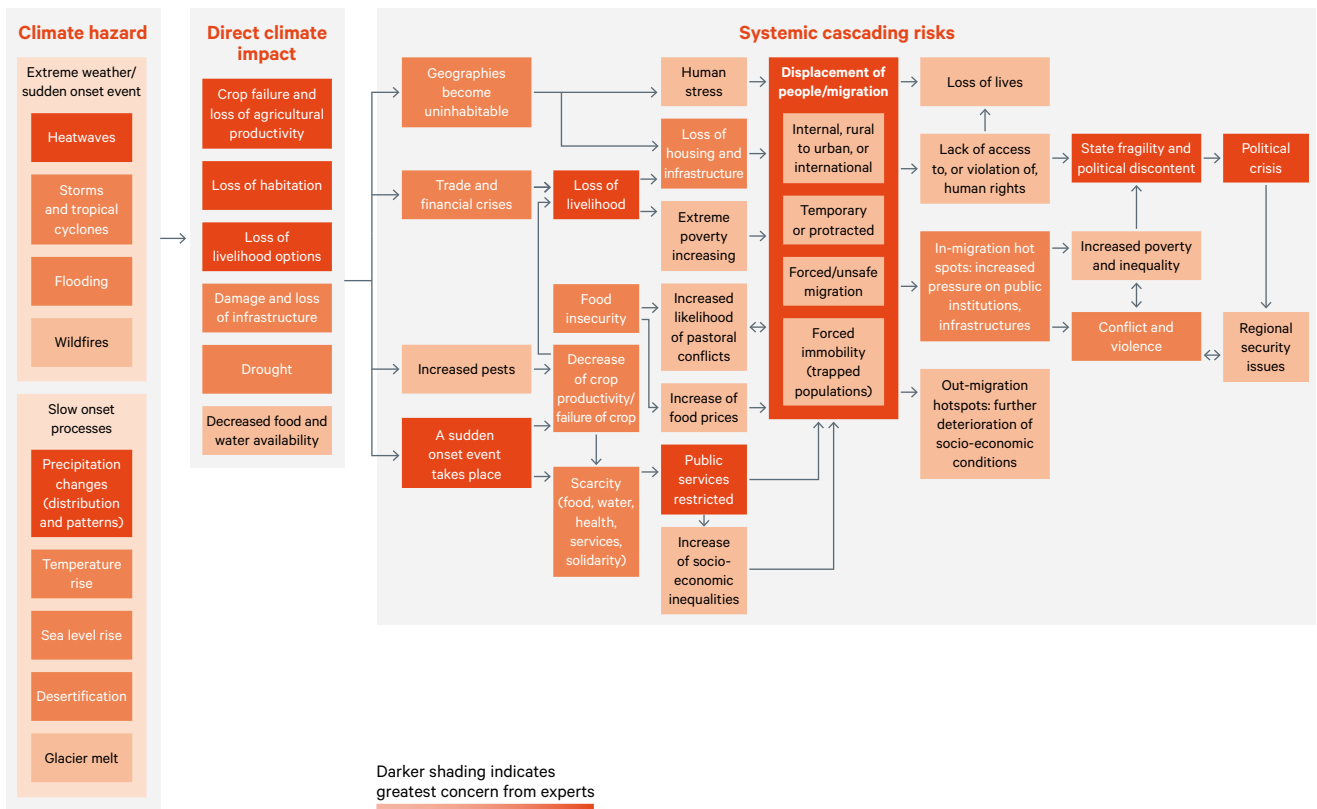 Climate hazard
Extreme weather/
sudden onset event
Heatwaves
Storms
and tropical
cyclones
Flooding
Wildfires
Slow onset
processes
Precipitation
changes
(distribution
and patterns)
Temperature
rise
Sea level rise
Desertification
Glacier melt
Direct climate
impact
Crop failure and
loss of agricultural
productivity
Loss of habitation
Loss of
livelihood options
Damage and loss
of infrastructure
Drought
Decreased food and
water availability
Systemic cascading risks
Geographies
become
uninhabitable
Trade and
financial crises
Increased pests
A sudden
onset event
takes place
Loss of
livelihood
Food
insecurity
Decrease
of crop
productivity/
failure of crop
Scarcity
(food, water,
health,
services,
solidarity)
Human
stress
Loss of
housing and
infrastructure
Extreme
poverty
increasing
Increased
likelihood
of pastoral
conflicts
Increase of
food prices
Public
services
restricted
Increase
of socio-
economic
inequalities
Displacement of
people/migration
Internal, rural
to urban, or
international
Temporary
or protracted
Forced/unsafe
migration
Forced
immobility
(trapped
populations)
Loss of lives
Lack of access
to, or violation of,
human rights
In-migration hot
spots: increased
pressure on public
institutions,
infrastructures
Out-migration
hotspots: further
deterioration of
socio-economic
conditions
State fragility and
political discontent
Increased poverty
and inequality
Conflict and
violence
Political
crisis
Regional
security
issues
Darker shading indicates
greatest concern from experts